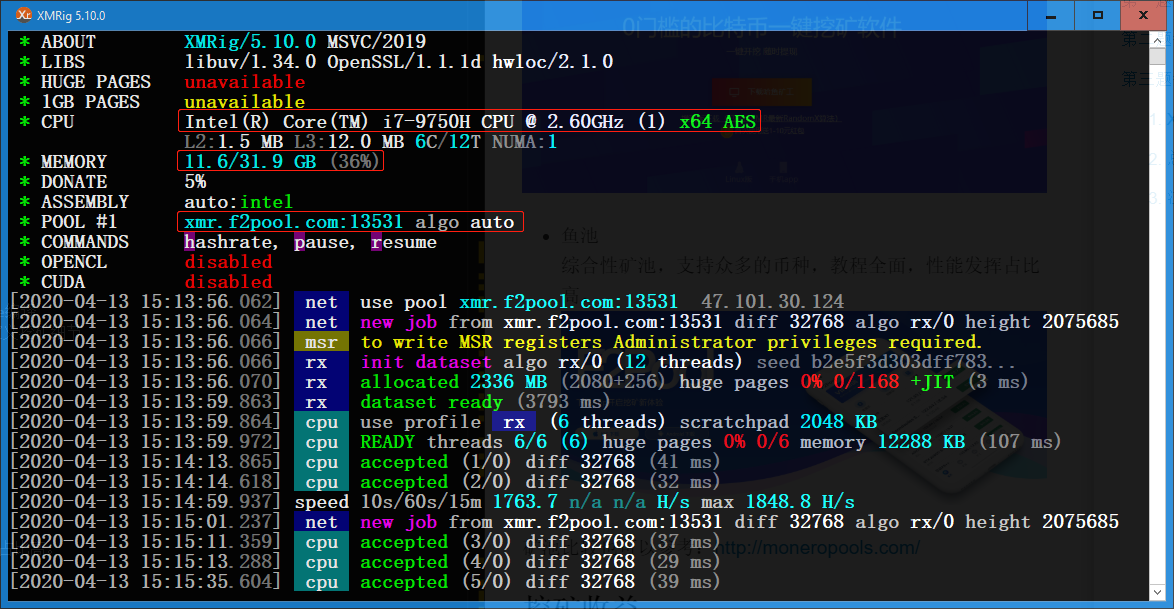 XMRig 5.10.0
0门槛的比特币一键挖矿软件
* ABOUT XMRig/5.10.0 MSVC/2019
* LIBS libuv/1.34.0 OpenSSL/1.1.1d hwloc/2.1.0
* HUGE PAGES unavailable
* 1GB PAGES unavailable
* CPU Intel(R) Core(TM) i7-9750H CPU @ 2.60GHz (1) x64 AES
L2:1.5 MB L3:12.0 MB 6C/12T NUMA:1
* MEMORY 11.6/31.9 GB (36%)
* DONATE 5%
* ASSEMBLY auto:intel
* POOL #1 xmr.f2pool.com:13531 algo auto
* COMMANDS hashrate, pause, resume
* OPENCL disabled
* CUDA disabled
• 鱼池
综合性矿池，支持众多的币种，教程全面，性能发挥占比
[2020-04-13 15:13:56.062] net use pool xmr.f2pool.com:13531 47.101.30.124
[2020-04-13 15:13:56.064] net new job from xmr.f2pool.com:13531 diff 32768 algo rx/0 height 2075685
[2020-04-13 15:13:56.066] msr to write MSR registers Administrator privileges required.
[2020-04-13 15:13:56.066] rx init dataset algo rx/0 (12 threads) seed b2e5f3d303dff783...
[2020-04-13 15:13:56.070] rx allocated 2336 MB (2080+256) huge pages 0% 0/1168 +JIT (3 ms)
[2020-04-13 15:13:59.863] rx dataset ready (3793 ms)
[2020-04-13 15:13:59.864] cpu use profile rx (6 threads) scratchpad 2048 KB
[2020-04-13 15:13:59.972] cpu READY threads 6/6 (6) huge pages 0% 0/6 memory 12288 KB (107 ms)
[2020-04-13 15:14:13.865] cpu accepted (1/0) diff 32768 (41 ms)
[2020-04-13 15:14:14.618] cpu accepted (2/0) diff 32768 (32 ms)
[2020-04-13 15:14:59.937] speed 10s/60s/15m 1763.7 n/a n/a H/s max 1848.8 H/s
[2020-04-13 15:15:01.237] net new job from xmr.f2pool.com:13531 diff 32768 algo rx/0 height 2075685
[2020-04-13 15:15:11.359] cpu accepted (3/0) diff 32768 (37 ms)
http://moneropools.com/
[2020-04-13 15:15:13.288] cpu accepted (4/0) diff 32768 (29 ms)
[2020-04-13 15:15:35.604] cpu accepted (5/0) diff 32768 (39 ms)
挖矿收益